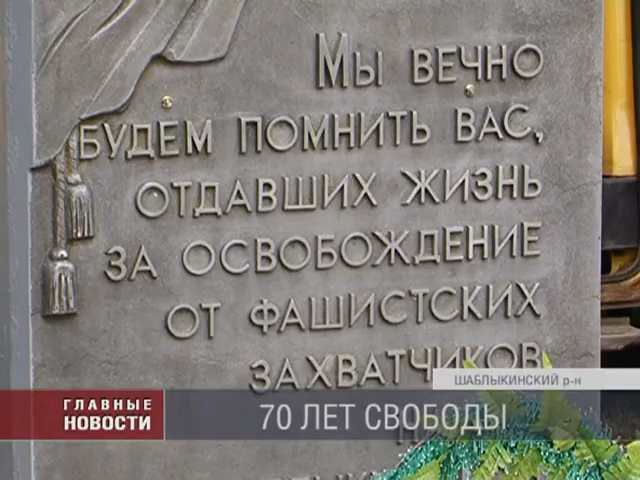 Мы вечно
будем помнить вас,
отдавших жизнь
за освобождение
от фашистских
захватчиков
ШАБЛЫКИНСКИЙ р-н
ГЛАВНЫЕ
НОВОСТИ
70 ЛЕТ СВОБОДЫ